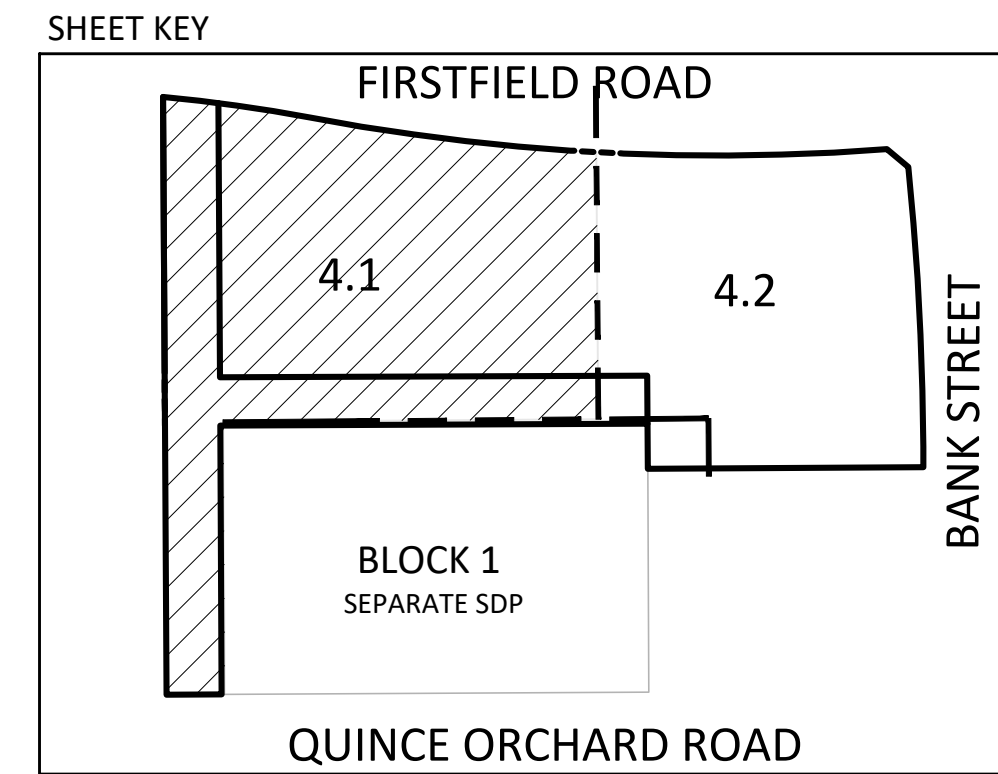 SHEET KEY
FIRSTFIELD ROAD
4.1
4.2
BANK STREET
BLOCK 1
SEPARATE SDP
QUINCE ORCHARD ROAD